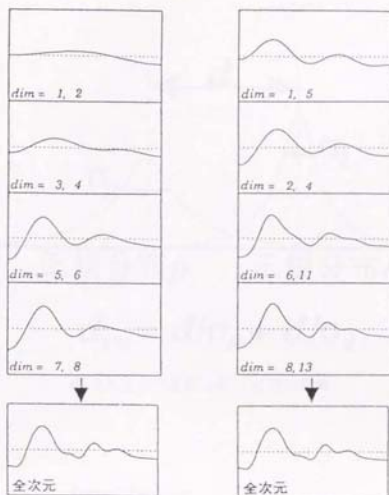 dim = 1, 2
dim = 3, 4
dim = 5, 6
dim = 7, 8
全次元
dim = 1, 5
dim = 2, 4
dim = 6,11
dim = 8,13
全次元